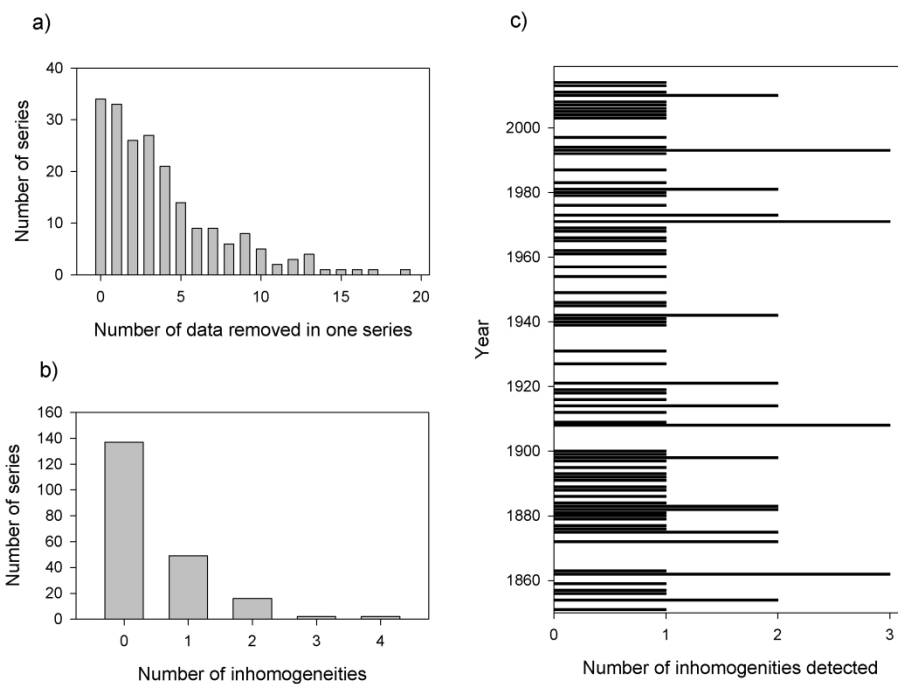 a)
40
30
20
10
0
0 5 10 15 20
Number of series
Number of data removed in one series
b)
160
140
120
100
80
60
40
20
0
0 1 2 3 4
Number of series
Number of inhomogeneities
c)
2000
1980
1960
1940
1920
1900
1880
1860
0 1 2 3
Year
Number of inhomogenities detected